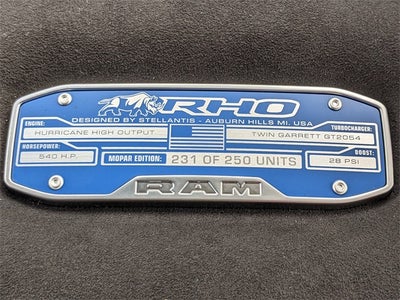 RHO
DESIGNED BY STELLANTIS - AUBURN HILLS MI. USA
ENGINE: TURBOCHARGER:
HURRICANE HIGH OUTPUT TWIN GARRETT GT2054
HORSEPOWER: BOOST:
540 H.P. MOPAR EDITION: 231 OF 250 UNITS 28 PSI
RAM